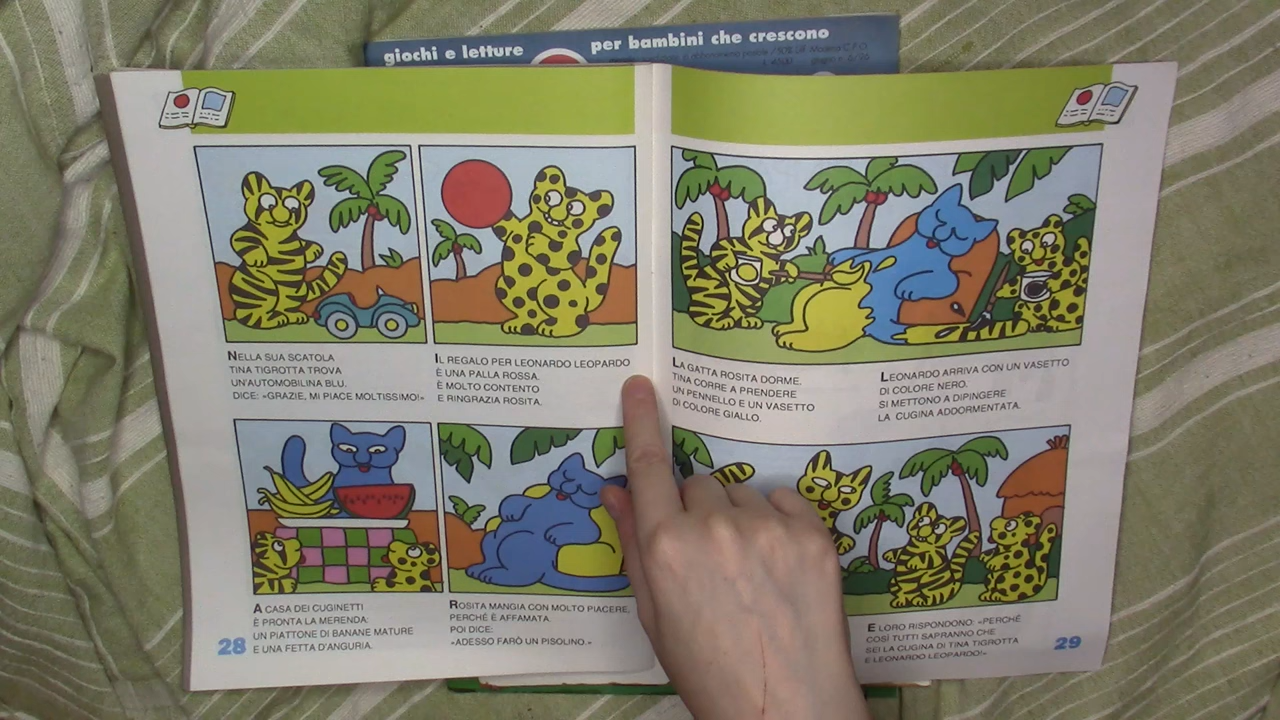 giochi e letture
per bambini che crescono
NELLA SUA SCATOLA
TINA TIGROTTA TROVA
UN'AUTOMOBILINA BLU.
DICE: «GRAZIE, MI PIACE MOLTISSIMO!»
IL REGALO PER LEONARDO LEOPARDO
È UNA PALLA ROSSA.
È MOLTO CONTENTO
E RINGRAZIA ROSITA.
A CASA DEI CUGINETTI
È PRONTA LA MERENDA:
UN PIATTONE DI BANANE MATURE
E UNA FETTA D'ANGURIA.
ROSITA MANGIA CON MOLTO PIACERE,
PERCHÉ È AFFAMATA.
POI DICE:
«ADESSO FARÒ UN PISOLINO.»
28
LA GATTA ROSITA DORME.
TINA CORRE A PRENDERE
UN PENNELLO E UN VASETTO
DI COLORE GIALLO.
LEONARDO ARRIVA CON UN VASETTO
DI COLORE NERO.
SI METTONO A DIPINGERE
LA CUGINA ADDORMENTATA.
E LORO RISPONDONO: «PERCHÉ
COSÌ TUTTI SAPRANNO CHE
SEI LA CUGINA DI TINA TIGROTTA
E LEONARDO LEOPARDO!»
29